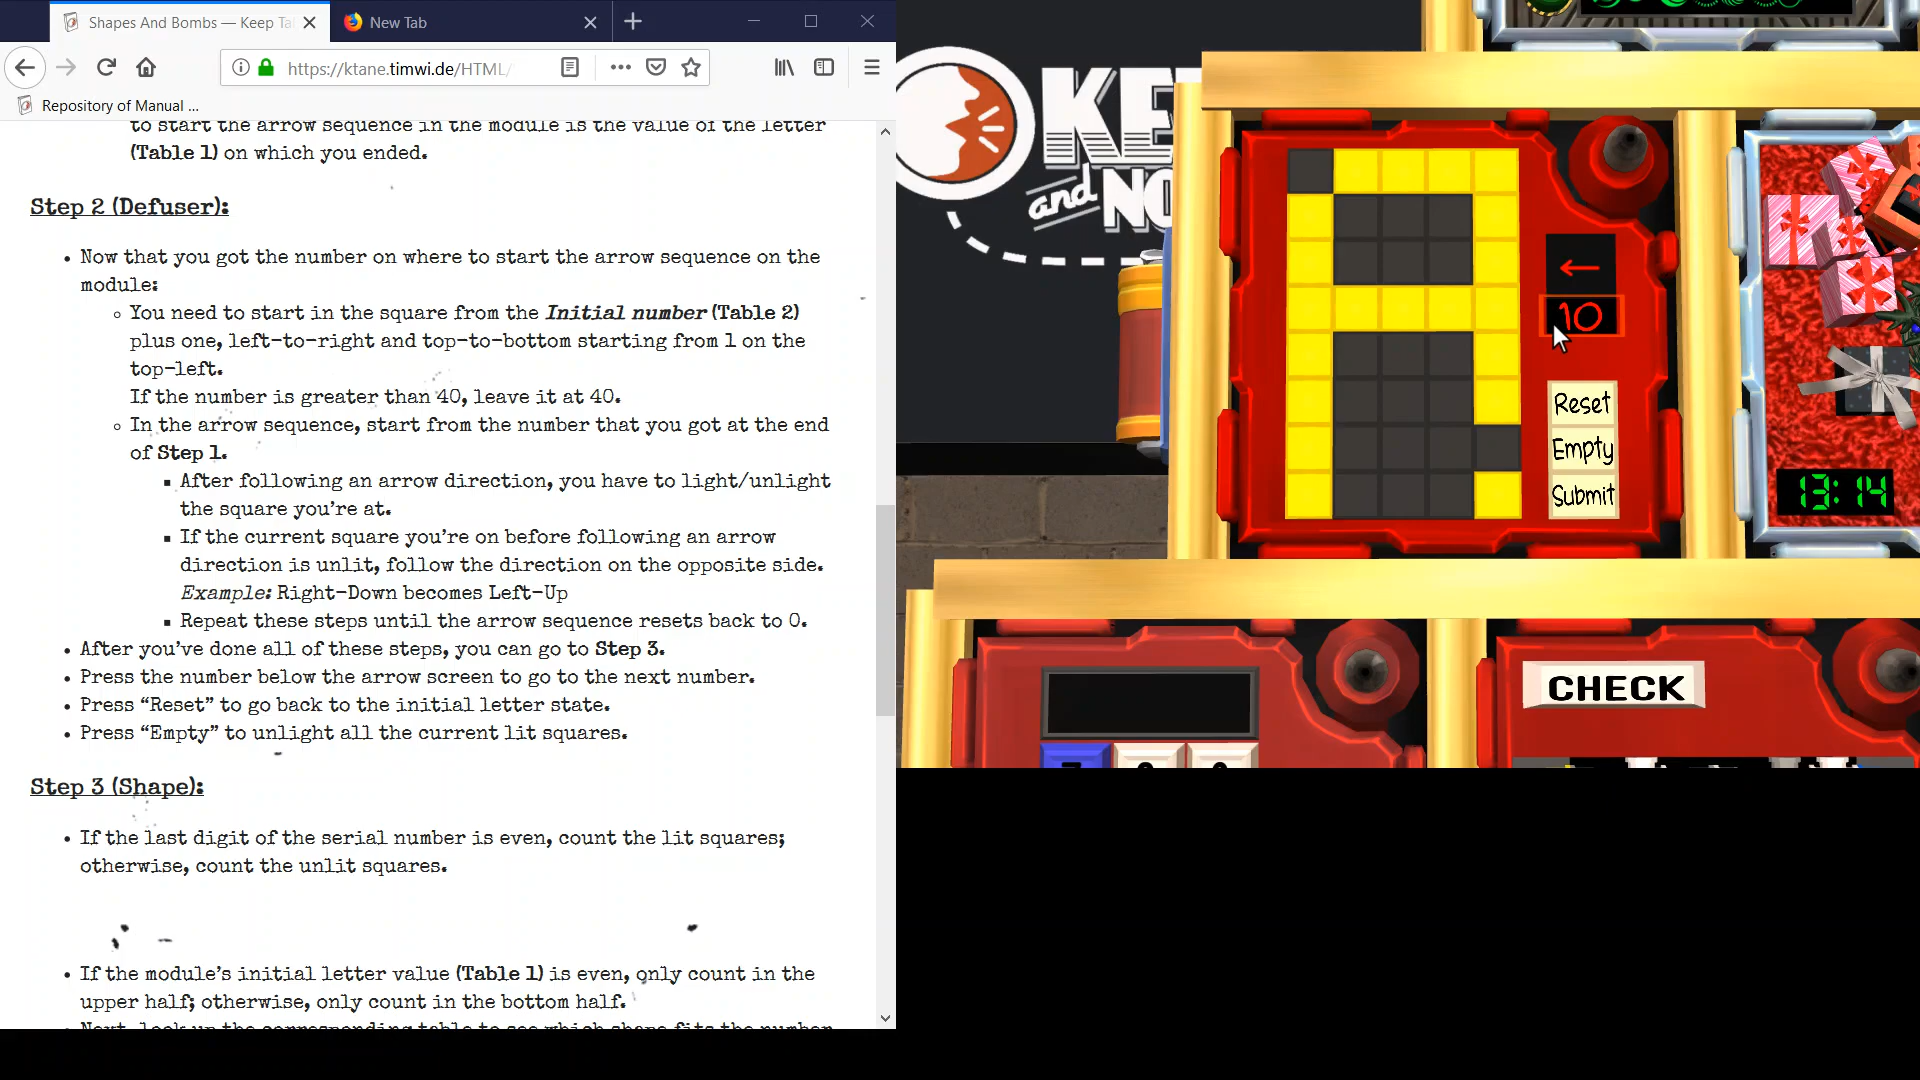 Shapes And Bombs — Keep Ta
New Tab
https://ktane.timwi.de/HTML/
Repository of Manual ...
to start the arrow sequence in the module is the value of the letter
(Table 1) on which you ended.
Step 2 (Defuser):
Now that you got the number on where to start the arrow sequence on the
module:
You need to start in the square from the Initial number (Table 2)
plus one, left-to-right and top-to-bottom starting from 1 on the
top-left.
If the number is greater than 40, leave it at 40.
In the arrow sequence, start from the number that you got at the end
of Step 1.
After following an arrow direction, you have to light/unlight
the square you're at.
If the current square you're on before following an arrow
direction is unlit, follow the direction on the opposite side.
Example: Right-Down becomes Left-Up
Repeat these steps until the arrow sequence resets back to 0.
After you've done all of these steps, you can go to Step 3.
Press the number below the arrow screen to go to the next number.
Press “Reset” to go back to the initial letter state.
Press “Empty” to unlight all the current lit squares.
Step 3 (Shape):
If the last digit of the serial number is even, count the lit squares;
otherwise, count the unlit squares.
If the module's initial letter value (Table 1) is even, only count in the
upper half; otherwise, only count in the bottom half.
Next, look up the corresponding table to see which shape fits the number
KE
and NO
←
10
Reset
Empty
Submit
13:14
CHECK